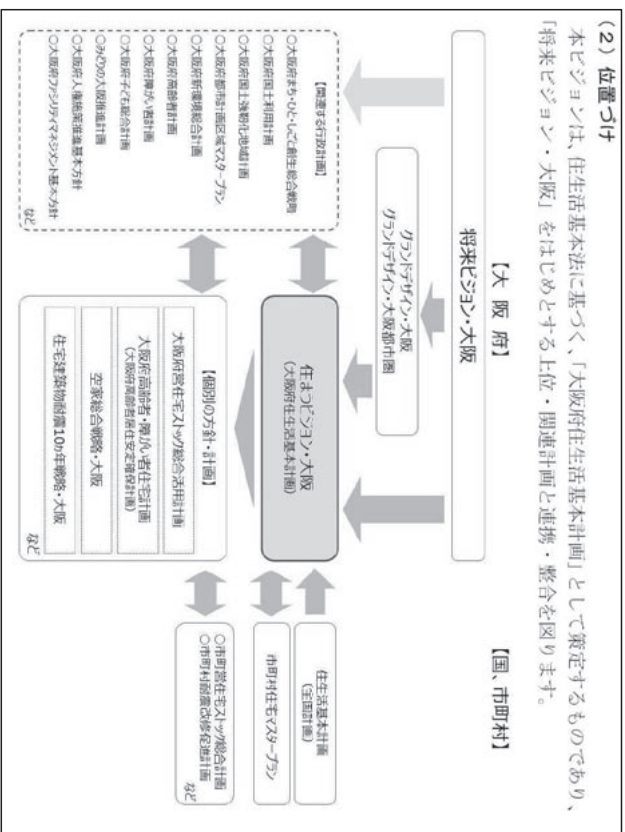 (2) 位置づけ
本ビジョンは、住生活基本法に基づく、「大阪府住生活基本計画」として策定するものであり、
「将来ビジョン・大阪」をはじめとする上位・関連計画と連携・整合を図ります。
【大 阪 府】
【国、市町村】
将来ビジョン・大阪
グランドデザイン・大阪
グランドデザイン・大阪都市圏
住まうビジョン・大阪
(大阪府住生活基本計画)
住生活基本計画
(全国計画)
市町村住宅マスタープラン
【関連する行政計画】
○大阪府まち・ひと・しごと創生総合戦略
○大阪府国土利用計画
○大阪府国土強靱化地域計画
○大阪府都市計画区域マスタープラン
○大阪府新環境総合計画
○大阪府高齢者計画
○大阪府障がい者計画
○大阪府子ども総合計画
○みどりの大阪推進計画
○大阪府人権施策推進基本方針
○大阪府ファシリティマネジメント基本方針
など
【個別の方針・計画】
大阪府営住宅ストック総合活用計画
大阪府高齢者・障がい者住宅計画
(大阪府高齢者居住安定確保計画)
空家総合戦略・大阪
住宅建築物耐震10ヵ年戦略・大阪
など
○市町営住宅ストック総合計画
○市町村耐震改修促進計画
など